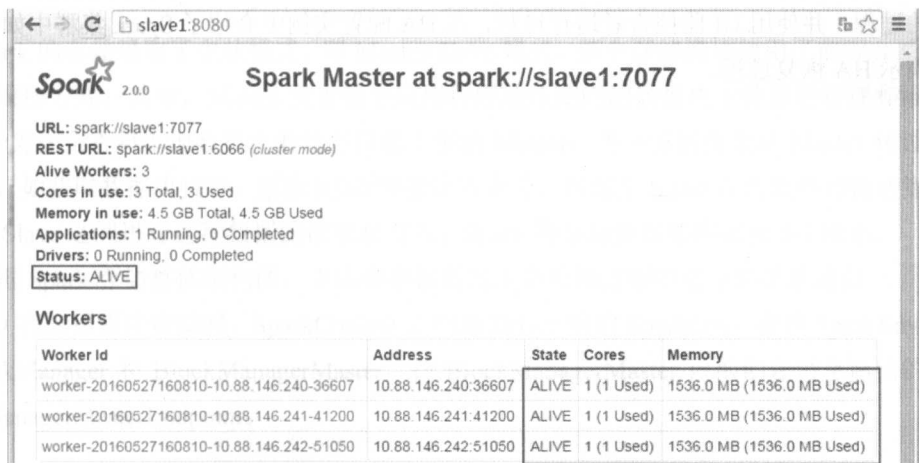 slave1:8080
Spark 2.0.0
Spark Master at spark://slave1:7077
URL: spark://slave1:7077
REST URL: spark://slave1:6066 (cluster mode)
Alive Workers: 3
Cores in use: 3 Total, 3 Used
Memory in use: 4.5 GB Total, 4.5 GB Used
Applications: 1 Running, 0 Completed
Drivers: 0 Running, 0 Completed
Status: ALIVE
Workers
Worker Id Address State Cores Memory
worker-20160527160810-10.88.146.240-36607 10.88.146.240:36607 ALIVE 1 (1 Used) 1536.0 MB (1536.0 MB Used)
worker-20160527160810-10.88.146.241-41200 10.88.146.241:41200 ALIVE 1 (1 Used) 1536.0 MB (1536.0 MB Used)
worker-20160527160810-10.88.146.242-51050 10.88.146.242:51050 ALIVE 1 (1 Used) 1536.0 MB (1536.0 MB Used)